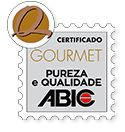 CERTIFICADO
GOURMET
PUREZA
e QUALIDADE
ABIC